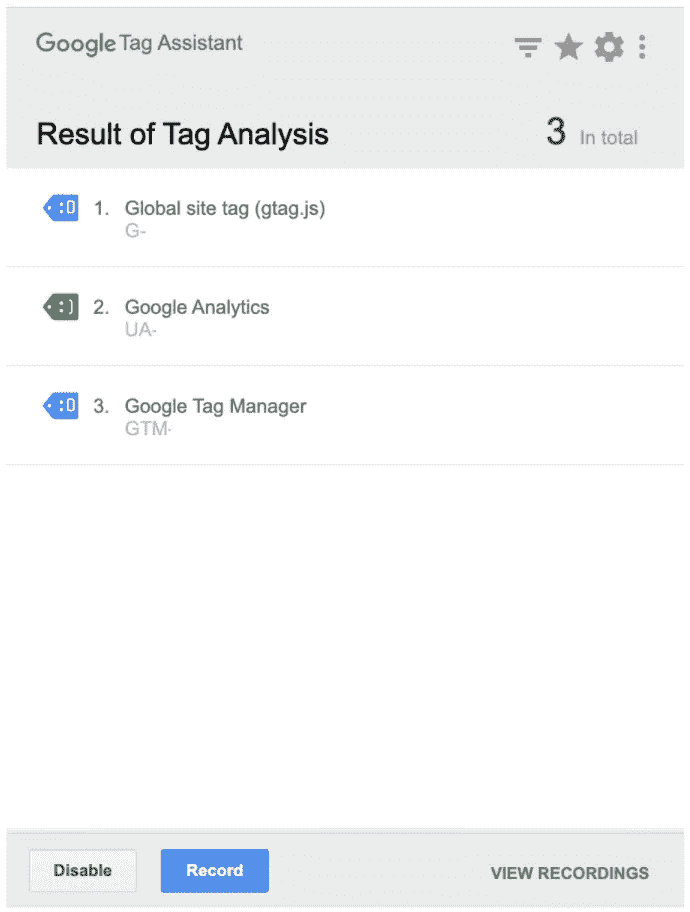 Google Tag Assistant
Result of Tag Analysis 3 In total
1. Global site tag (gtag.js)
G-
2. Google Analytics
UA-
3. Google Tag Manager
GTM-
Disable Record VIEW RECORDINGS